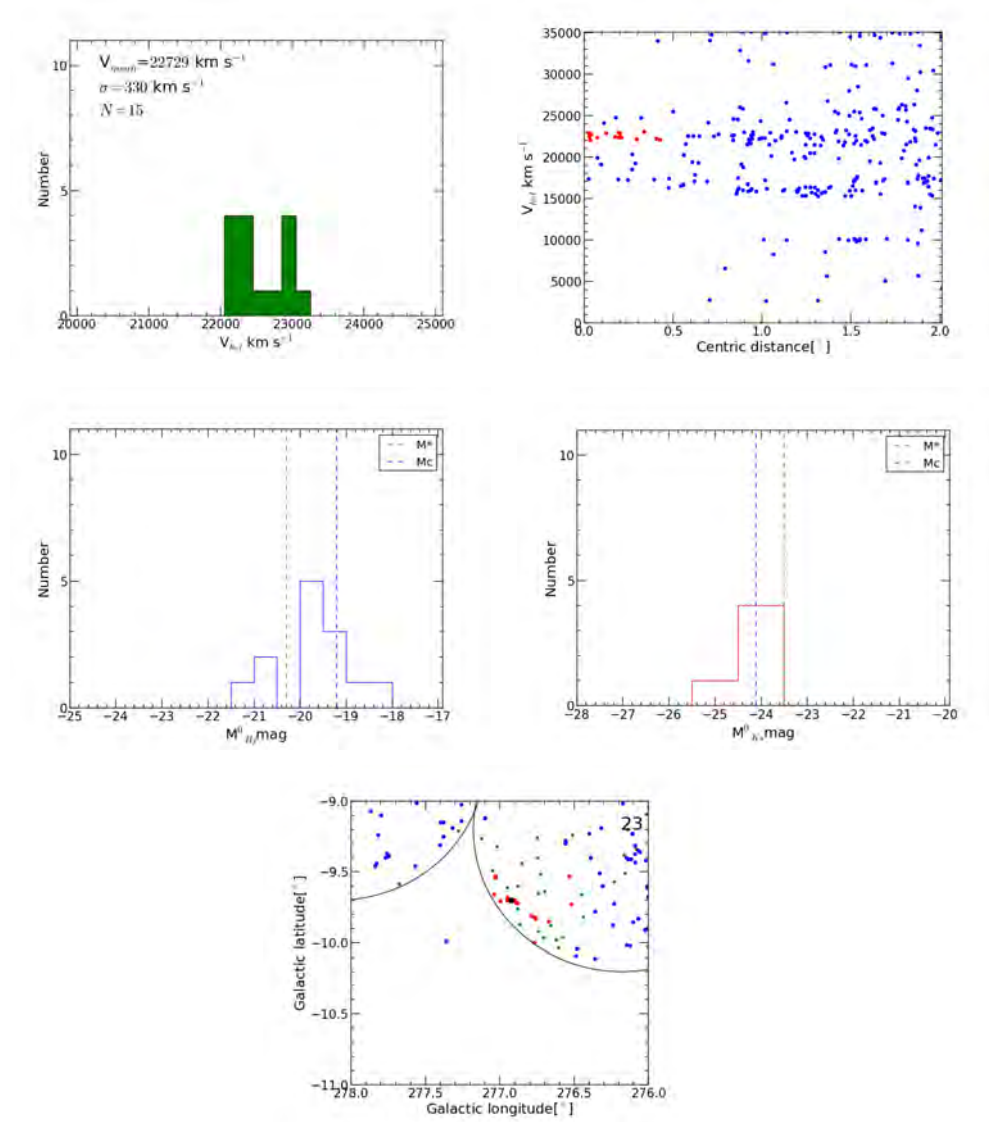 V_mean=22729 km s⁻¹
σ=330 km s⁻¹
N=15
10
5
0
Number
20000 21000 22000 23000 24000 25000
V_hel km s⁻¹
35000
30000
25000
20000
15000
10000
5000
0
V_hel km s⁻¹
0.0 0.5 1.0 1.5 2.0
Centric distance[°]
M*
Mc
10
5
0
Number
−25 −24 −23 −22 −21 −20 −19 −18 −17
M⁰ mag
M*
Mc
10
5
0
Number
−28 −27 −26 −25 −24 −23 −22 −21 −20
M⁰_Ks mag
23
−9.0
−9.5
−10.0
−10.5
−11.0
Galactic latitude[°]
278.0 277.5 277.0 276.5 276.0
Galactic longitude[°]